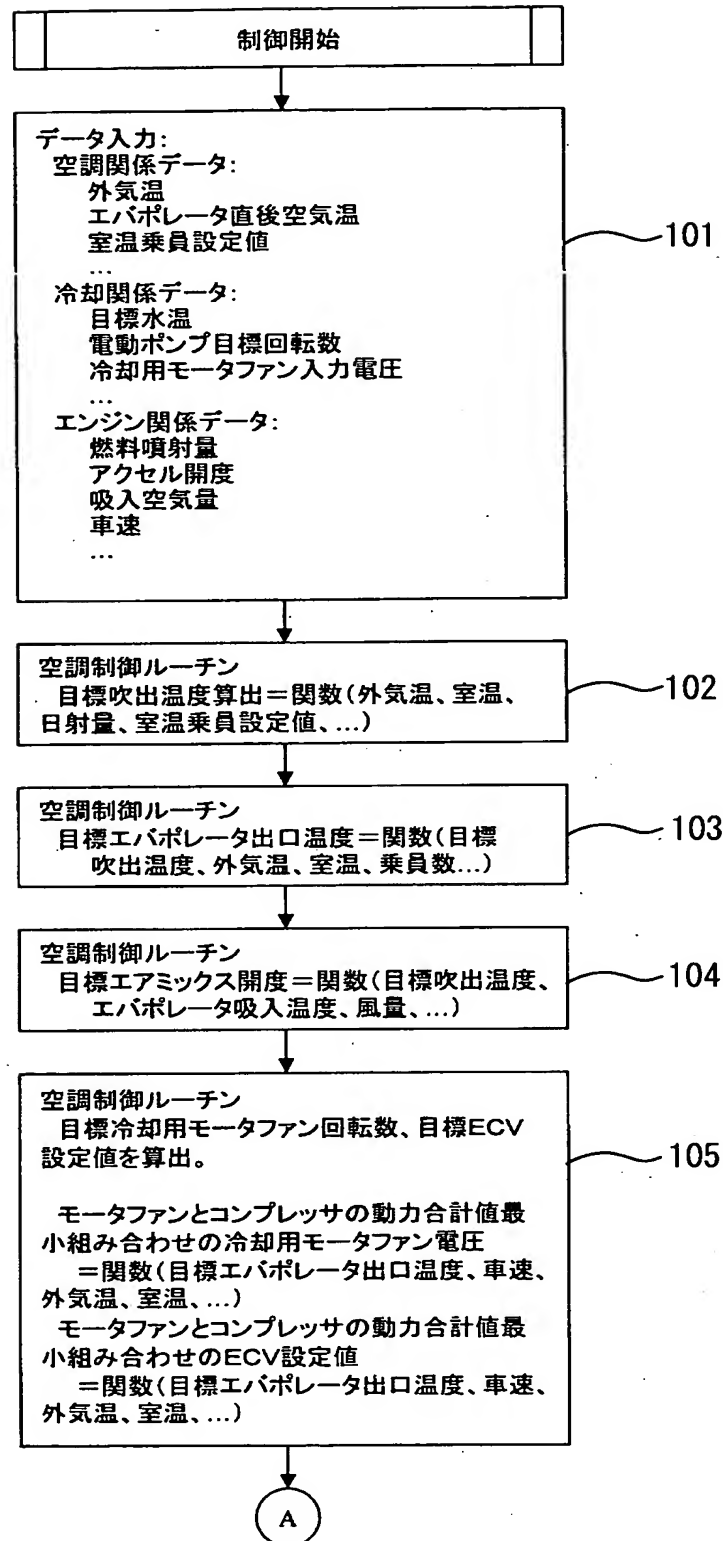 制御開始
データ入力:
空調関係データ:
外気温
エバポレータ直後空気温
室温乗員設定値
…
冷却関係データ:
目標水温
電動ポンプ目標回転数
冷却用モータファン入力電圧
…
エンジン関係データ:
燃料噴射量
アクセル開度
吸入空気量
車速
…
101
空調制御ルーチン
目標吹出温度算出＝関数(外気温、室温、
日射量、室温乗員設定値、…)
102
空調制御ルーチン
目標エバポレータ出口温度＝関数(目標
吹出温度、外気温、室温、乗員数…)
103
空調制御ルーチン
目標エアミックス開度＝関数(目標吹出温度、
エバポレータ吸入温度、風量、…)
104
空調制御ルーチン
目標冷却用モータファン回転数、目標ECV
設定値を算出。
モータファンとコンプレッサの動力合計値最
小組み合わせの冷却用モータファン電圧
＝関数(目標エバポレータ出口温度、車速、
外気温、室温、…)
モータファンとコンプレッサの動力合計値最
小組み合わせのECV設定値
＝関数(目標エバポレータ出口温度、車速、
外気温、室温、…)
105
A